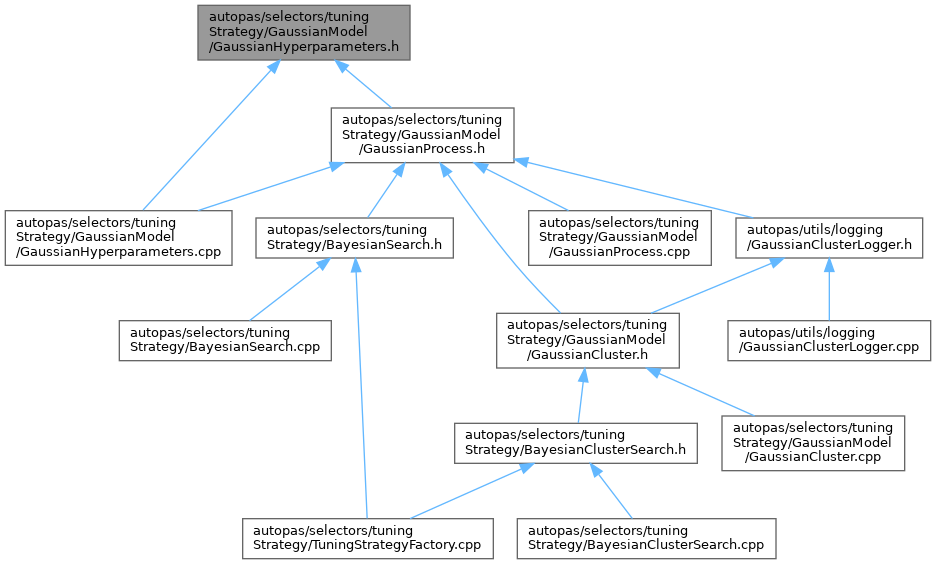 autopas/selectors/tuning
Strategy/GaussianModel
/GaussianHyperparameters.h
autopas/selectors/tuning
Strategy/GaussianModel
/GaussianProcess.h
autopas/selectors/tuning
Strategy/GaussianModel
/GaussianHyperparameters.cpp
autopas/selectors/tuning
Strategy/BayesianSearch.h
autopas/selectors/tuning
Strategy/GaussianModel
/GaussianProcess.cpp
autopas/utils/logging
/GaussianClusterLogger.h
autopas/selectors/tuning
Strategy/BayesianSearch.cpp
autopas/selectors/tuning
Strategy/GaussianModel
/GaussianCluster.h
autopas/utils/logging
/GaussianClusterLogger.cpp
autopas/selectors/tuning
Strategy/BayesianClusterSearch.h
autopas/selectors/tuning
Strategy/GaussianModel
/GaussianCluster.cpp
autopas/selectors/tuning
Strategy/TuningStrategyFactory.cpp
autopas/selectors/tuning
Strategy/BayesianClusterSearch.cpp